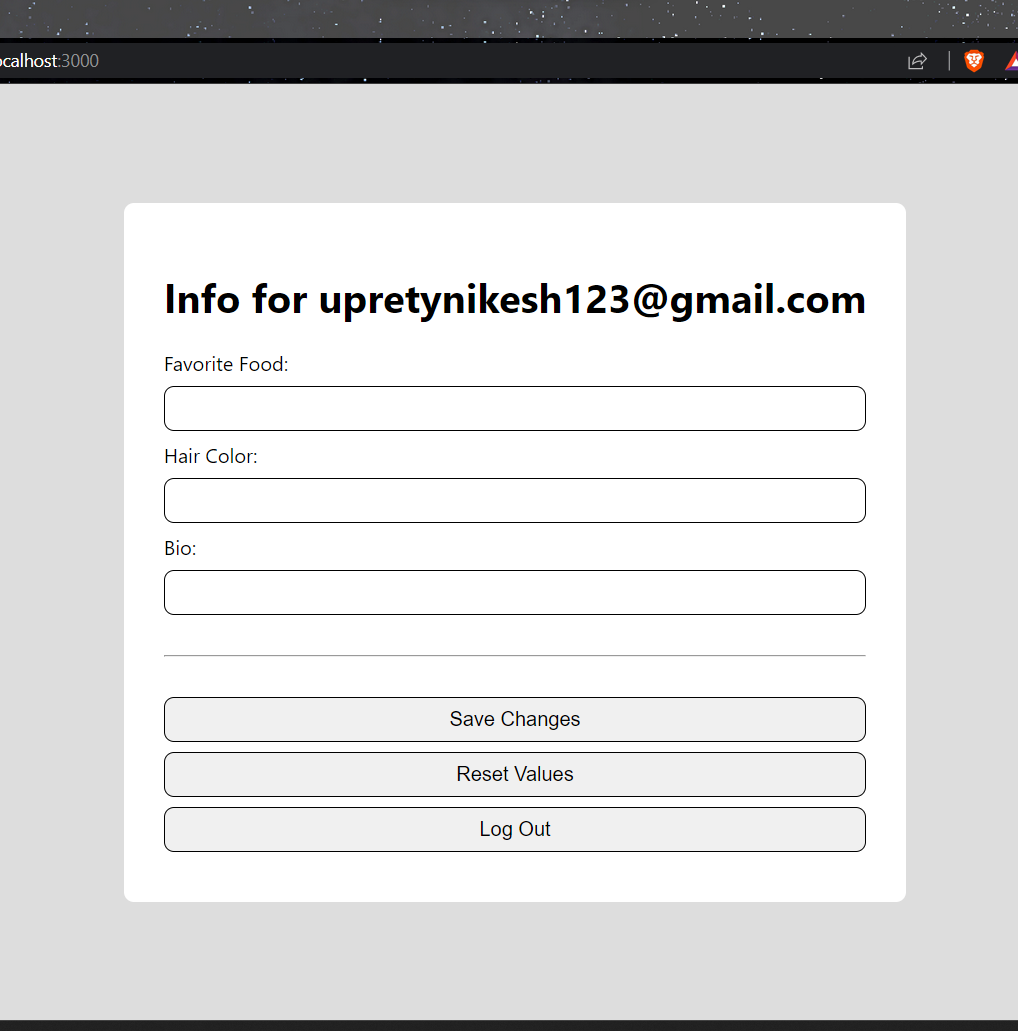 ocalhost:3000
Info for upretynikesh123@gmail.com
Favorite Food:
Hair Color:
Bio:
Save Changes
Reset Values
Log Out